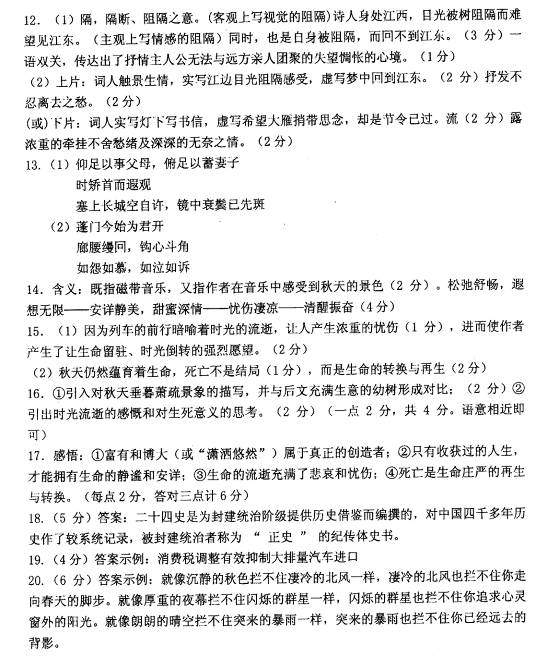 12. （1）隔，隔断、阻隔之意。(客观上写视觉的阻隔)诗人身处江西，目光被树阻隔而难
望见江东。（主观上写情感的阻隔）同时，也是自身被阻隔，而回不到江东。（3 分）一
语双关，传达出了抒情主人公无法与远方亲人团聚的失望惆怅的心境。（1分）
（2）上片：词人触景生情，实写江边目光阻隔感受，虚写梦中回到江东。（2 分）抒发不
忍离去之愁。（2分）
(或)下片：词人实写灯下写书信，虚写希望大雁捎带思念，却是节令已过。流（2 分）露
浓重的牵挂不舍愁绪及深深的无奈之情。（2分）
13. （1）仰足以事父母，俯足以蓄妻子
时矫首而遐观
塞上长城空自许，镜中衰鬓已先斑
（2）蓬门今始为君开
廊腰缦回，钩心斗角
如怨如慕，如泣如诉
14. 含义：既指磁带音乐，又指作者在音乐中感受到秋天的景色（2 分）。松弛舒畅，遐
想无限——安详静美，甜蜜深情——忧伤凄凉——清醒振奋（4分）
15. （1）因为列车的前行暗喻着时光的流逝，让人产生浓重的忧伤（1 分），进而使作者
产生了让生命留驻、时光倒转的强烈愿望。（2分）
（2）秋天仍然蕴育着生命，死亡不是结局（1分），而是生命的转换与再生（2分）
16. ①引入对秋天垂暮萧疏景象的描写，并与后文充满生意的幼树形成对比；（2 分）②
引出时光流逝的感慨和对生死意义的思考。（2 分）（一点 2 分，共 4 分。语意相近即
可）
17. 感悟：①富有和博大（或“潇洒悠然”）属于真正的创造者；②只有收获过的人生，
才能拥有生命的静谧和安详；③生命的流逝充满了悲哀和忧伤；④死亡是生命庄严的再生
与转换。（每点2分，答对三点计6分）
18.（5 分）答案：二十四史是为封建统治阶级提供历史借鉴而编撰的，对中国四千多年历
史作了较系统记录，被封建统治者称为 “ 正史 ” 的纪传体史书。
19.（4分）答案示例：消费税调整有效抑制大排量汽车进口
20.（6 分）答案示例：就像沉静的秋色拦不住凄冷的北风一样，凄冷的北风也拦不住你走
向春天的脚步。就像厚重的夜幕拦不住闪烁的群星一样，闪烁的群星也拦不住你追求心灵
窗外的阳光。就像朗朗的晴空拦不住突来的暴雨一样，突来的暴雨也拦不住你已经远去的
背影。